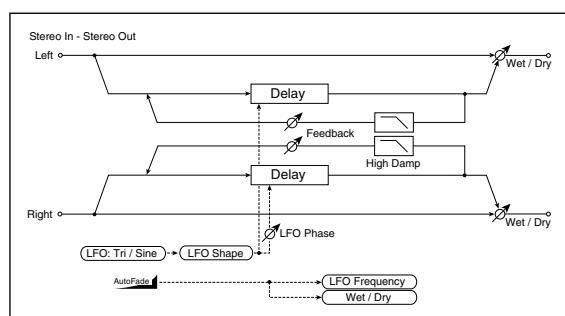 Stereo In - Stereo Out
Left
Wet / Dry
Delay
Feedback
High Damp
Delay
Right
Wet / Dry
LFO Phase
LFO: Tri / Sine
LFO Shape
AutoFade
LFO Frequency
Wet / Dry